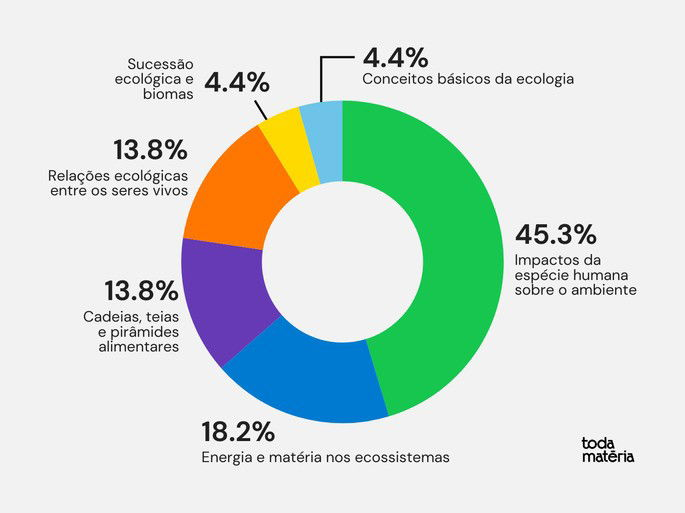 4.4%
Conceitos básicos da ecologia
Sucessão
ecológica e
biomas
4.4%
13.8%
Relações ecológicas
entre os seres vivos
45.3%
Impactos da
espécie humana
sobre o ambiente
13.8%
Cadeias, teias
e pirâmides
alimentares
18.2%
Energia e matéria nos ecossistemas
toda
matéria